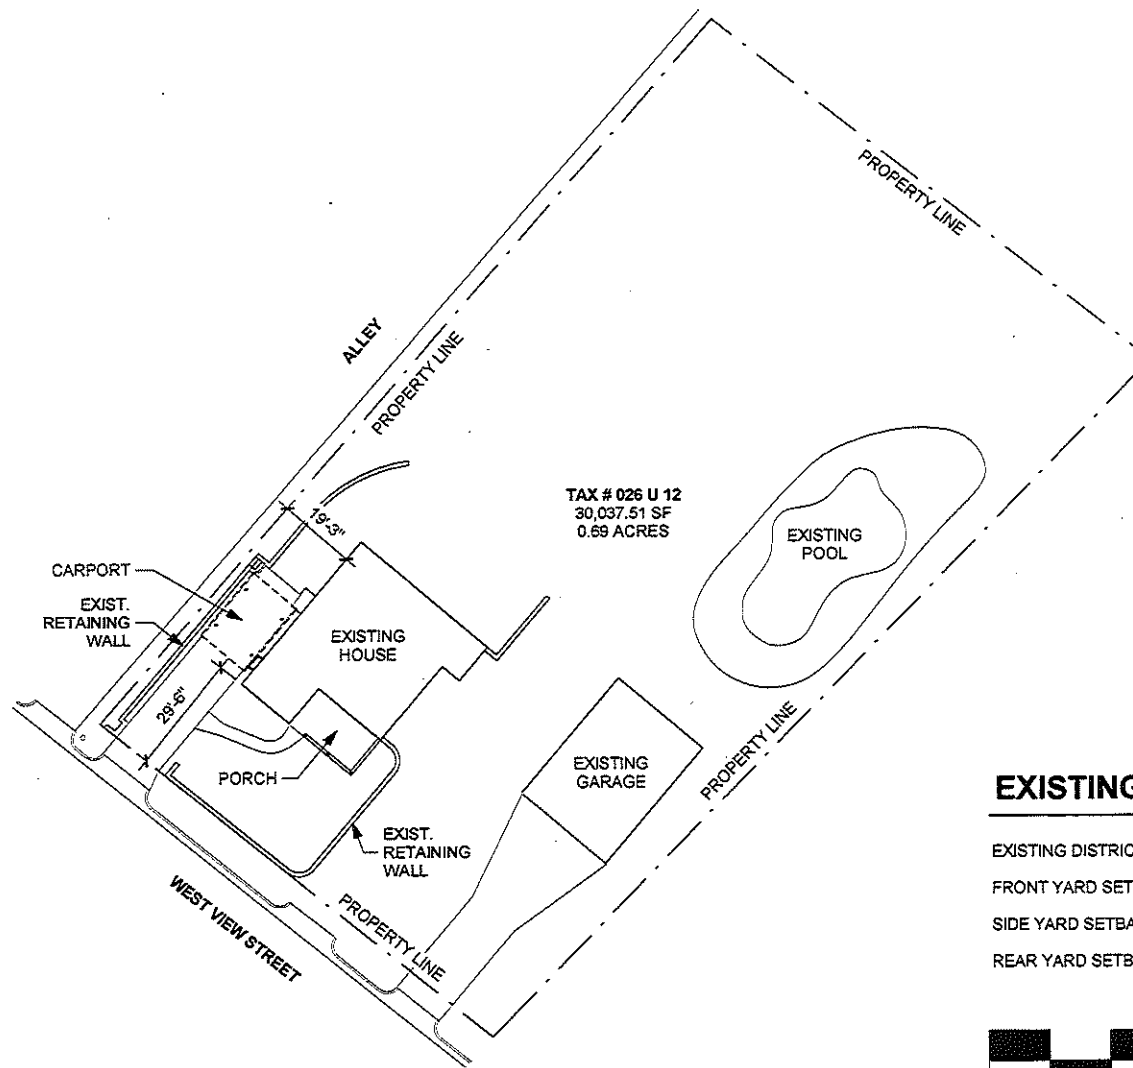 PROPERTY LINE
ALLEY
PROPERTY LINE
TAX # 026 U 12
30,037.51 SF
0.69 ACRES
19'-3"
EXISTING
POOL
CARPORT
EXIST.
RETAINING
WALL
EXISTING
HOUSE
29'-6"
PORCH
EXISTING
GARAGE
PROPERTY LINE
EXIST.
RETAINING
WALL
WEST VIEW STREET
PROPERTY LINE
EXISTING
EXISTING DISTRIC
FRONT YARD SET
SIDE YARD SETBA
REAR YARD SETB